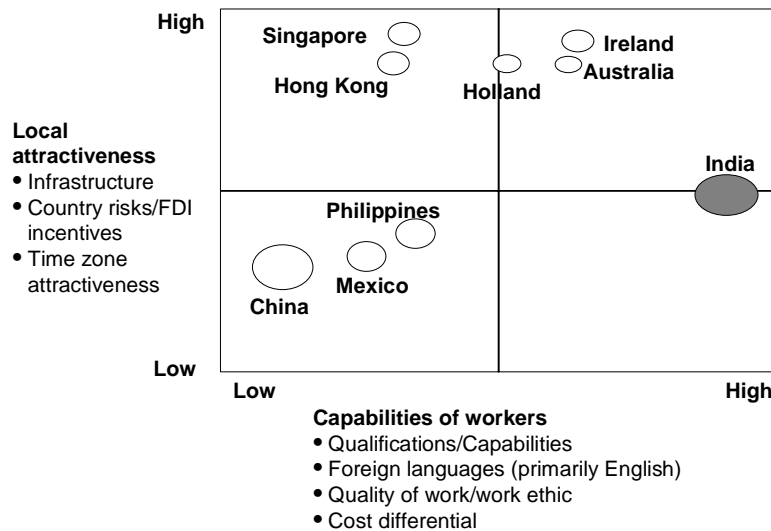 High
Singapore
Hong Kong
Holland
Ireland
Australia
Local
attractiveness
• Infrastructure
• Country risks/FDI
incentives
• Time zone
attractiveness
India
Philippines
China
Mexico
Low
Low
High
Capabilities of workers
• Qualifications/Capabilities
• Foreign languages (primarily English)
• Quality of work/work ethic
• Cost differential